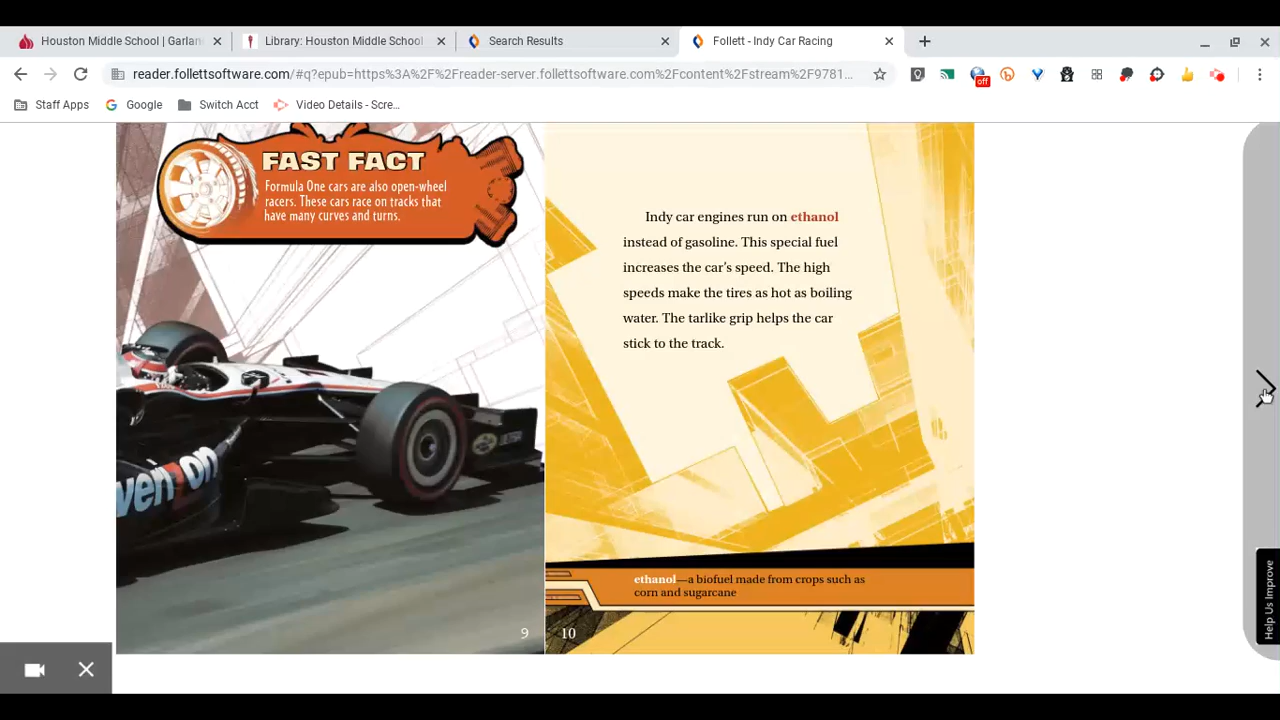 Houston Middle School | Garlan
Library: Houston Middle School
Search Results
Follett - Indy Car Racing
reader.follettsoftware.com/#q?epub=https%3A%2F%2Freader-server.follettsoftware.com%2Fcontent%2Fstream%2F9781...
off
Staff Apps
Google
Switch Acct
Video Details - Scre...
FAST FACT
Formula One cars are also open-wheel
racers. These cars race on tracks that
have many curves and turns.
verizon
9
Indy car engines run on ethanol
instead of gasoline. This special fuel
increases the car's speed. The high
speeds make the tires as hot as boiling
water. The tarlike grip helps the car
stick to the track.
ethanol—a biofuel made from crops such as
corn and sugarcane
10
Help Us Improve